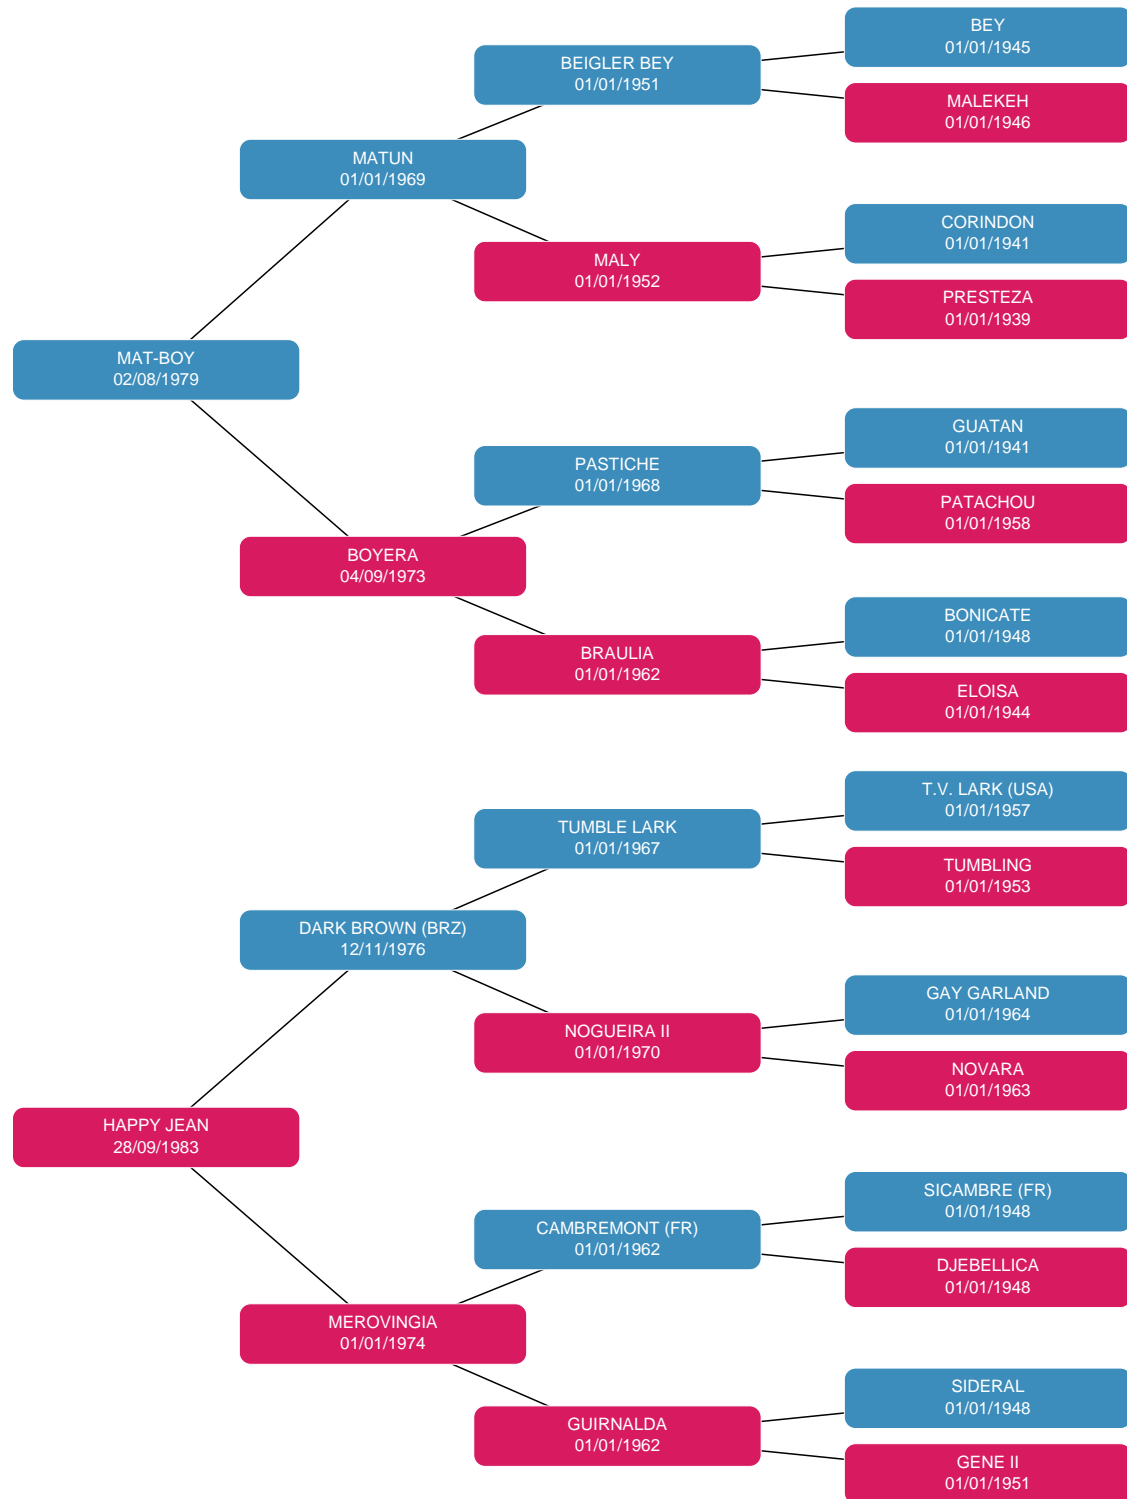 BEY
01/01/1945
BEIGLER BEY
01/01/1951
MALEKEH
01/01/1946
MATUN
01/01/1969
CORINDON
01/01/1941
MALY
01/01/1952
PRESTEZA
01/01/1939
MAT-BOY
02/08/1979
GUATAN
01/01/1941
PASTICHE
01/01/1968
PATACHOU
01/01/1958
BOYERA
04/09/1973
BONICATE
01/01/1948
BRAULIA
01/01/1962
ELOISA
01/01/1944
T.V. LARK (USA)
01/01/1957
TUMBLE LARK
01/01/1967
TUMBLING
01/01/1953
DARK BROWN (BRZ)
12/11/1976
GAY GARLAND
01/01/1964
NOGUEIRA II
01/01/1970
NOVARA
01/01/1963
HAPPY JEAN
28/09/1983
SICAMBRE (FR)
01/01/1948
CAMBREMONT (FR)
01/01/1962
DJEBELLICA
01/01/1948
MEROVINGIA
01/01/1974
SIDERAL
01/01/1948
GUIRNALDA
01/01/1962
GENE II
01/01/1951